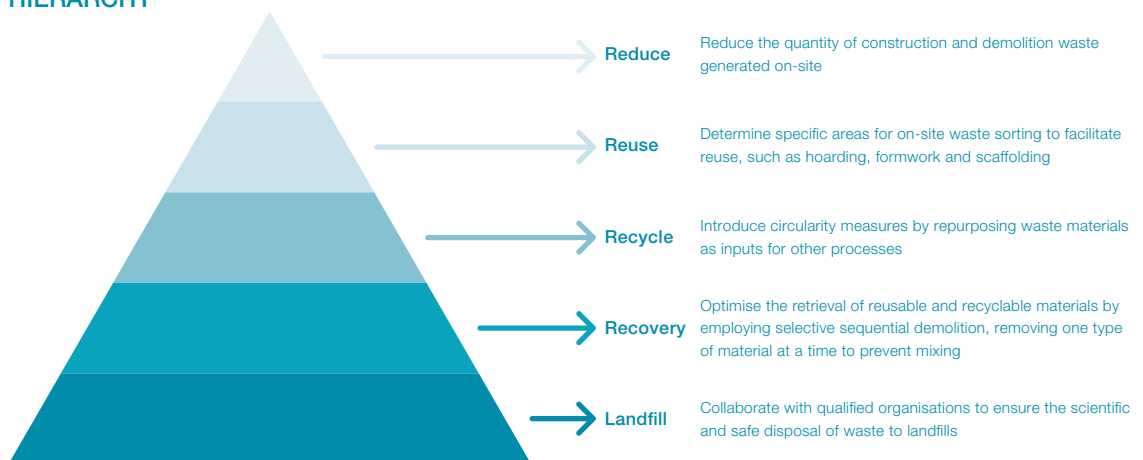 HIERARCHY
Reduce
Reduce the quantity of construction and demolition waste
generated on-site
Reuse
Determine specific areas for on-site waste sorting to facilitate
reuse, such as hoarding, formwork and scaffolding
Recycle
Introduce circularity measures by repurposing waste materials
as inputs for other processes
Recovery
Optimise the retrieval of reusable and recyclable materials by
employing selective sequential demolition, removing one type
of material at a time to prevent mixing
Landfill
Collaborate with qualified organisations to ensure the scientific
and safe disposal of waste to landfills